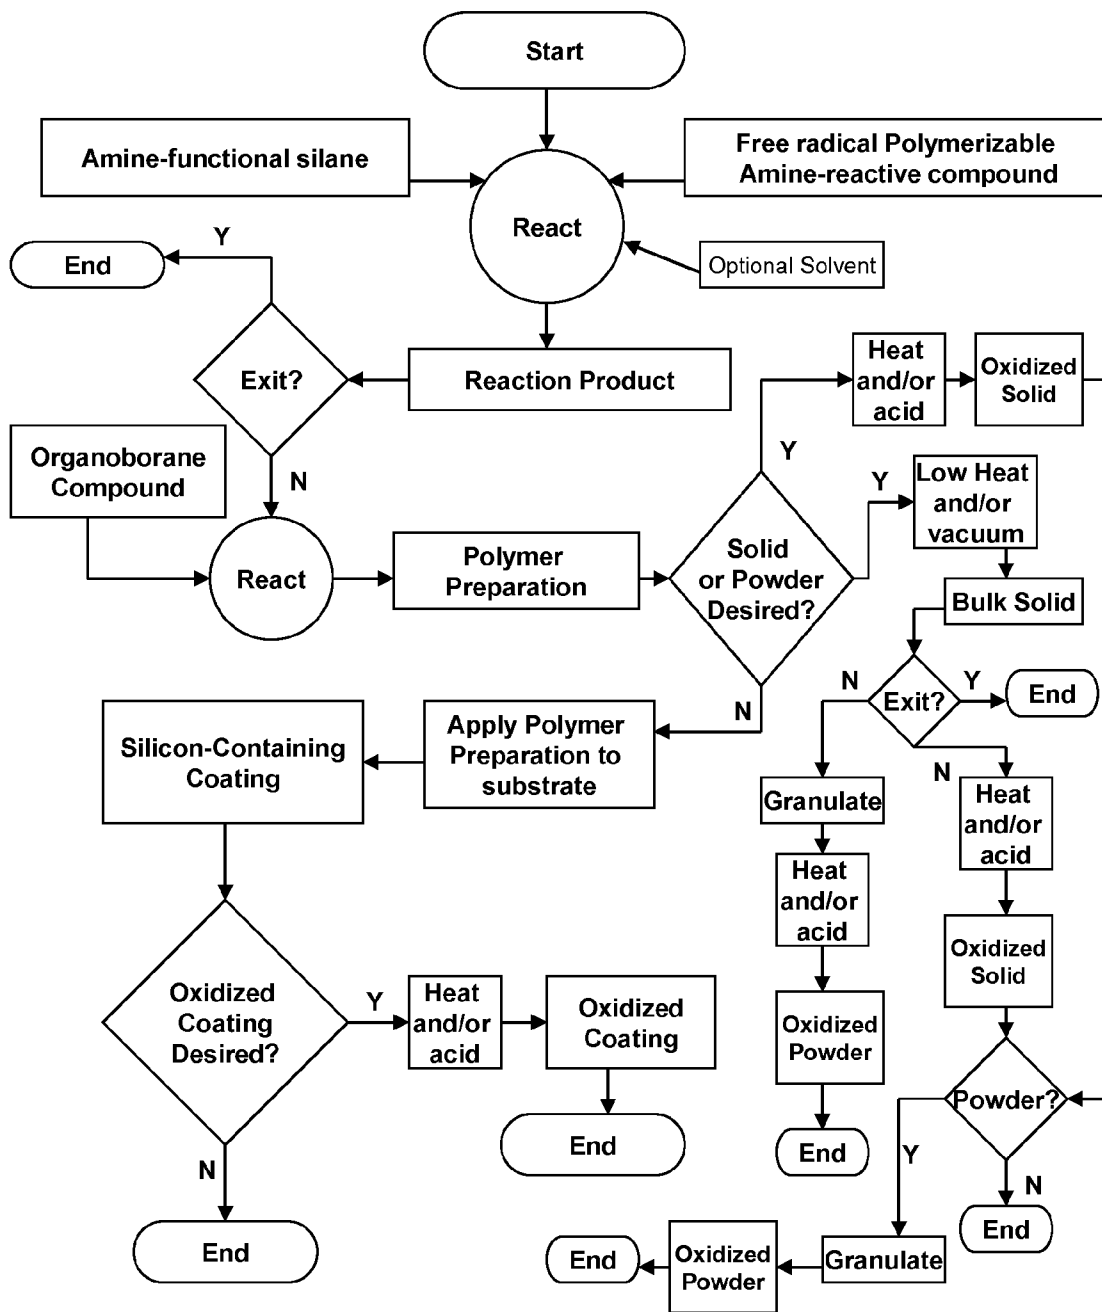 Start
Amine-functional silane
Free radical Polymerizable
Amine-reactive compound
React
Y
End
Optional Solvent
Exit?
Reaction Product
Heat
and/or
acid
Oxidized
Solid
Organoborane
Compound
N
Y
Y
Low Heat
and/or
vacuum
React
Polymer
Preparation
Solid
or Powder
Desired?
Bulk Solid
N
Exit?
Y
End
N
Silicon-Containing
Coating
Apply Polymer
Preparation to
substrate
N
Granulate
Heat
and/or
acid
Heat
and/or
acid
Oxidized
Solid
Oxidized
Coating
Desired?
Y
Heat
and/or
acid
Oxidized
Coating
Oxidized
Powder
Powder?
End
End
Y
N
N
End
End
Granulate
Oxidized
Powder
End